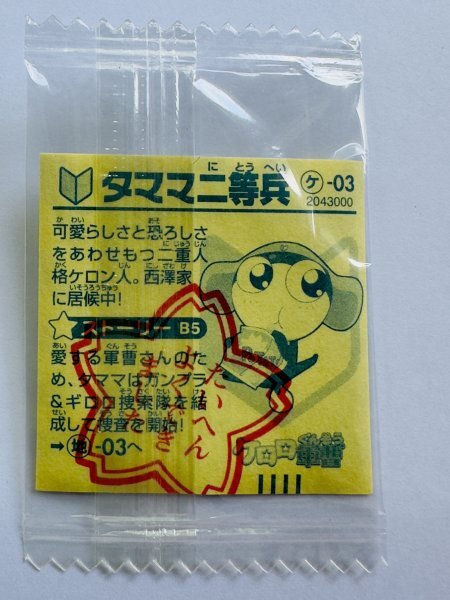 タママ二等兵
にとうへい
ケ-03
2043000
可愛らしさと恐ろしさ
をあわせもつ二重人
格ケロン人。西澤家
に居候中!
ストーリー B5
愛する軍曹さんのた
め、タママはガンプラ
&ギロロ捜索隊を結
成して捜査を開始!
➡地-03へ
たいへん
よくでき
ました
ケロロ軍曹